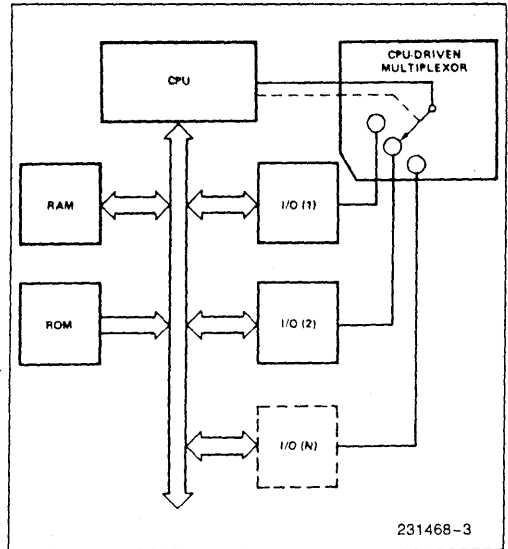 CPU-DRIVEN
MULTIPLEXOR
CPU
RAM
I/O (1)
ROM
I/O (2)
I/O (N)
231468-3